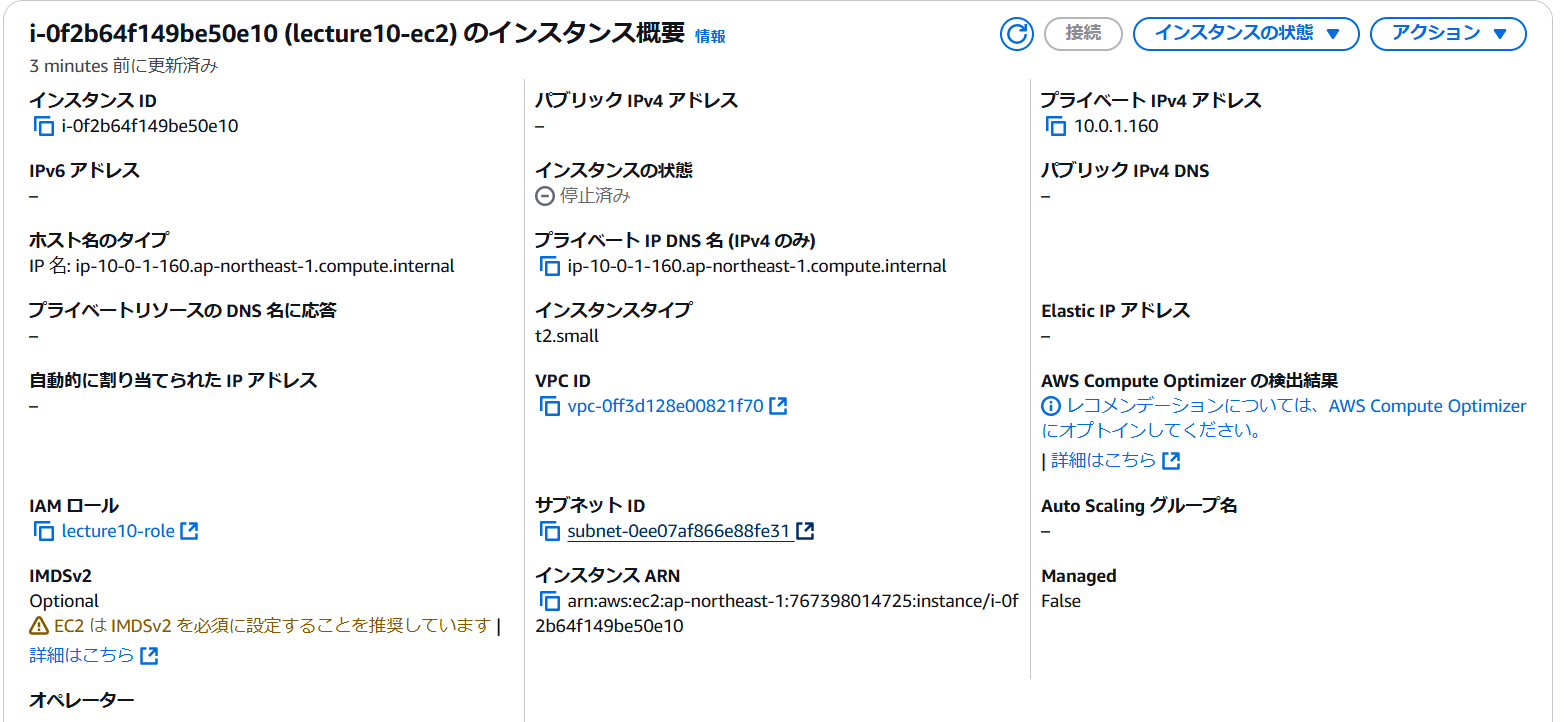 i-0f2b64f149be50e10 (lecture10-ec2) のインスタンス概要 情報
接続
インスタンスの状態
アクション
3 minutes 前に更新済み
インスタンス ID
i-0f2b64f149be50e10
パブリック IPv4 アドレス
–
プライベート IPv4 アドレス
10.0.1.160
IPv6 アドレス
–
インスタンスの状態
停止済み
パブリック IPv4 DNS
–
ホスト名のタイプ
IP 名: ip-10-0-1-160.ap-northeast-1.compute.internal
プライベート IP DNS 名 (IPv4 のみ)
ip-10-0-1-160.ap-northeast-1.compute.internal
プライベートリソースの DNS 名に応答
–
インスタンスタイプ
t2.small
Elastic IP アドレス
–
自動的に割り当てられた IP アドレス
–
VPC ID
vpc-0ff3d128e00821f70
AWS Compute Optimizer の検出結果
レコメンデーションについては、AWS Compute Optimizer
にオプトインしてください。
| 詳細はこちら
IAM ロール
lecture10-role
サブネット ID
subnet-0ee07af866e88fe31
Auto Scaling グループ名
–
IMDSv2
Optional
EC2 は IMDSv2 を必須に設定することを推奨しています |
詳細はこちら
インスタンス ARN
arn:aws:ec2:ap-northeast-1:767398014725:instance/i-0f
2b64f149be50e10
Managed
False
オペレーター